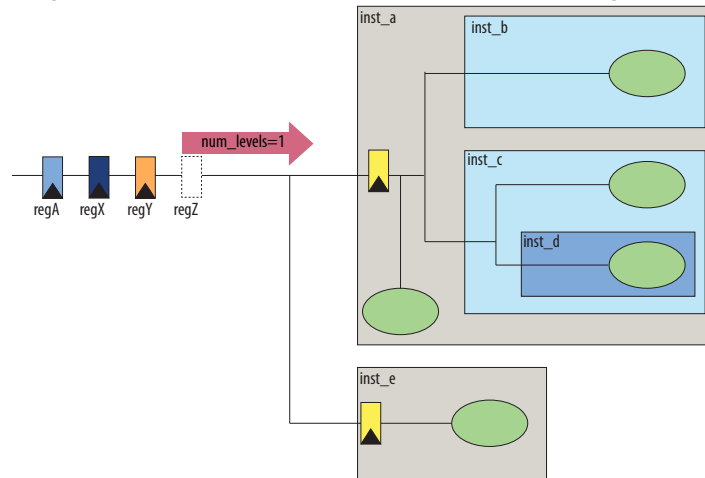 inst_a
inst_b
num_levels=1
inst_c
regA
regX
regY
regZ
inst_d
inst_e